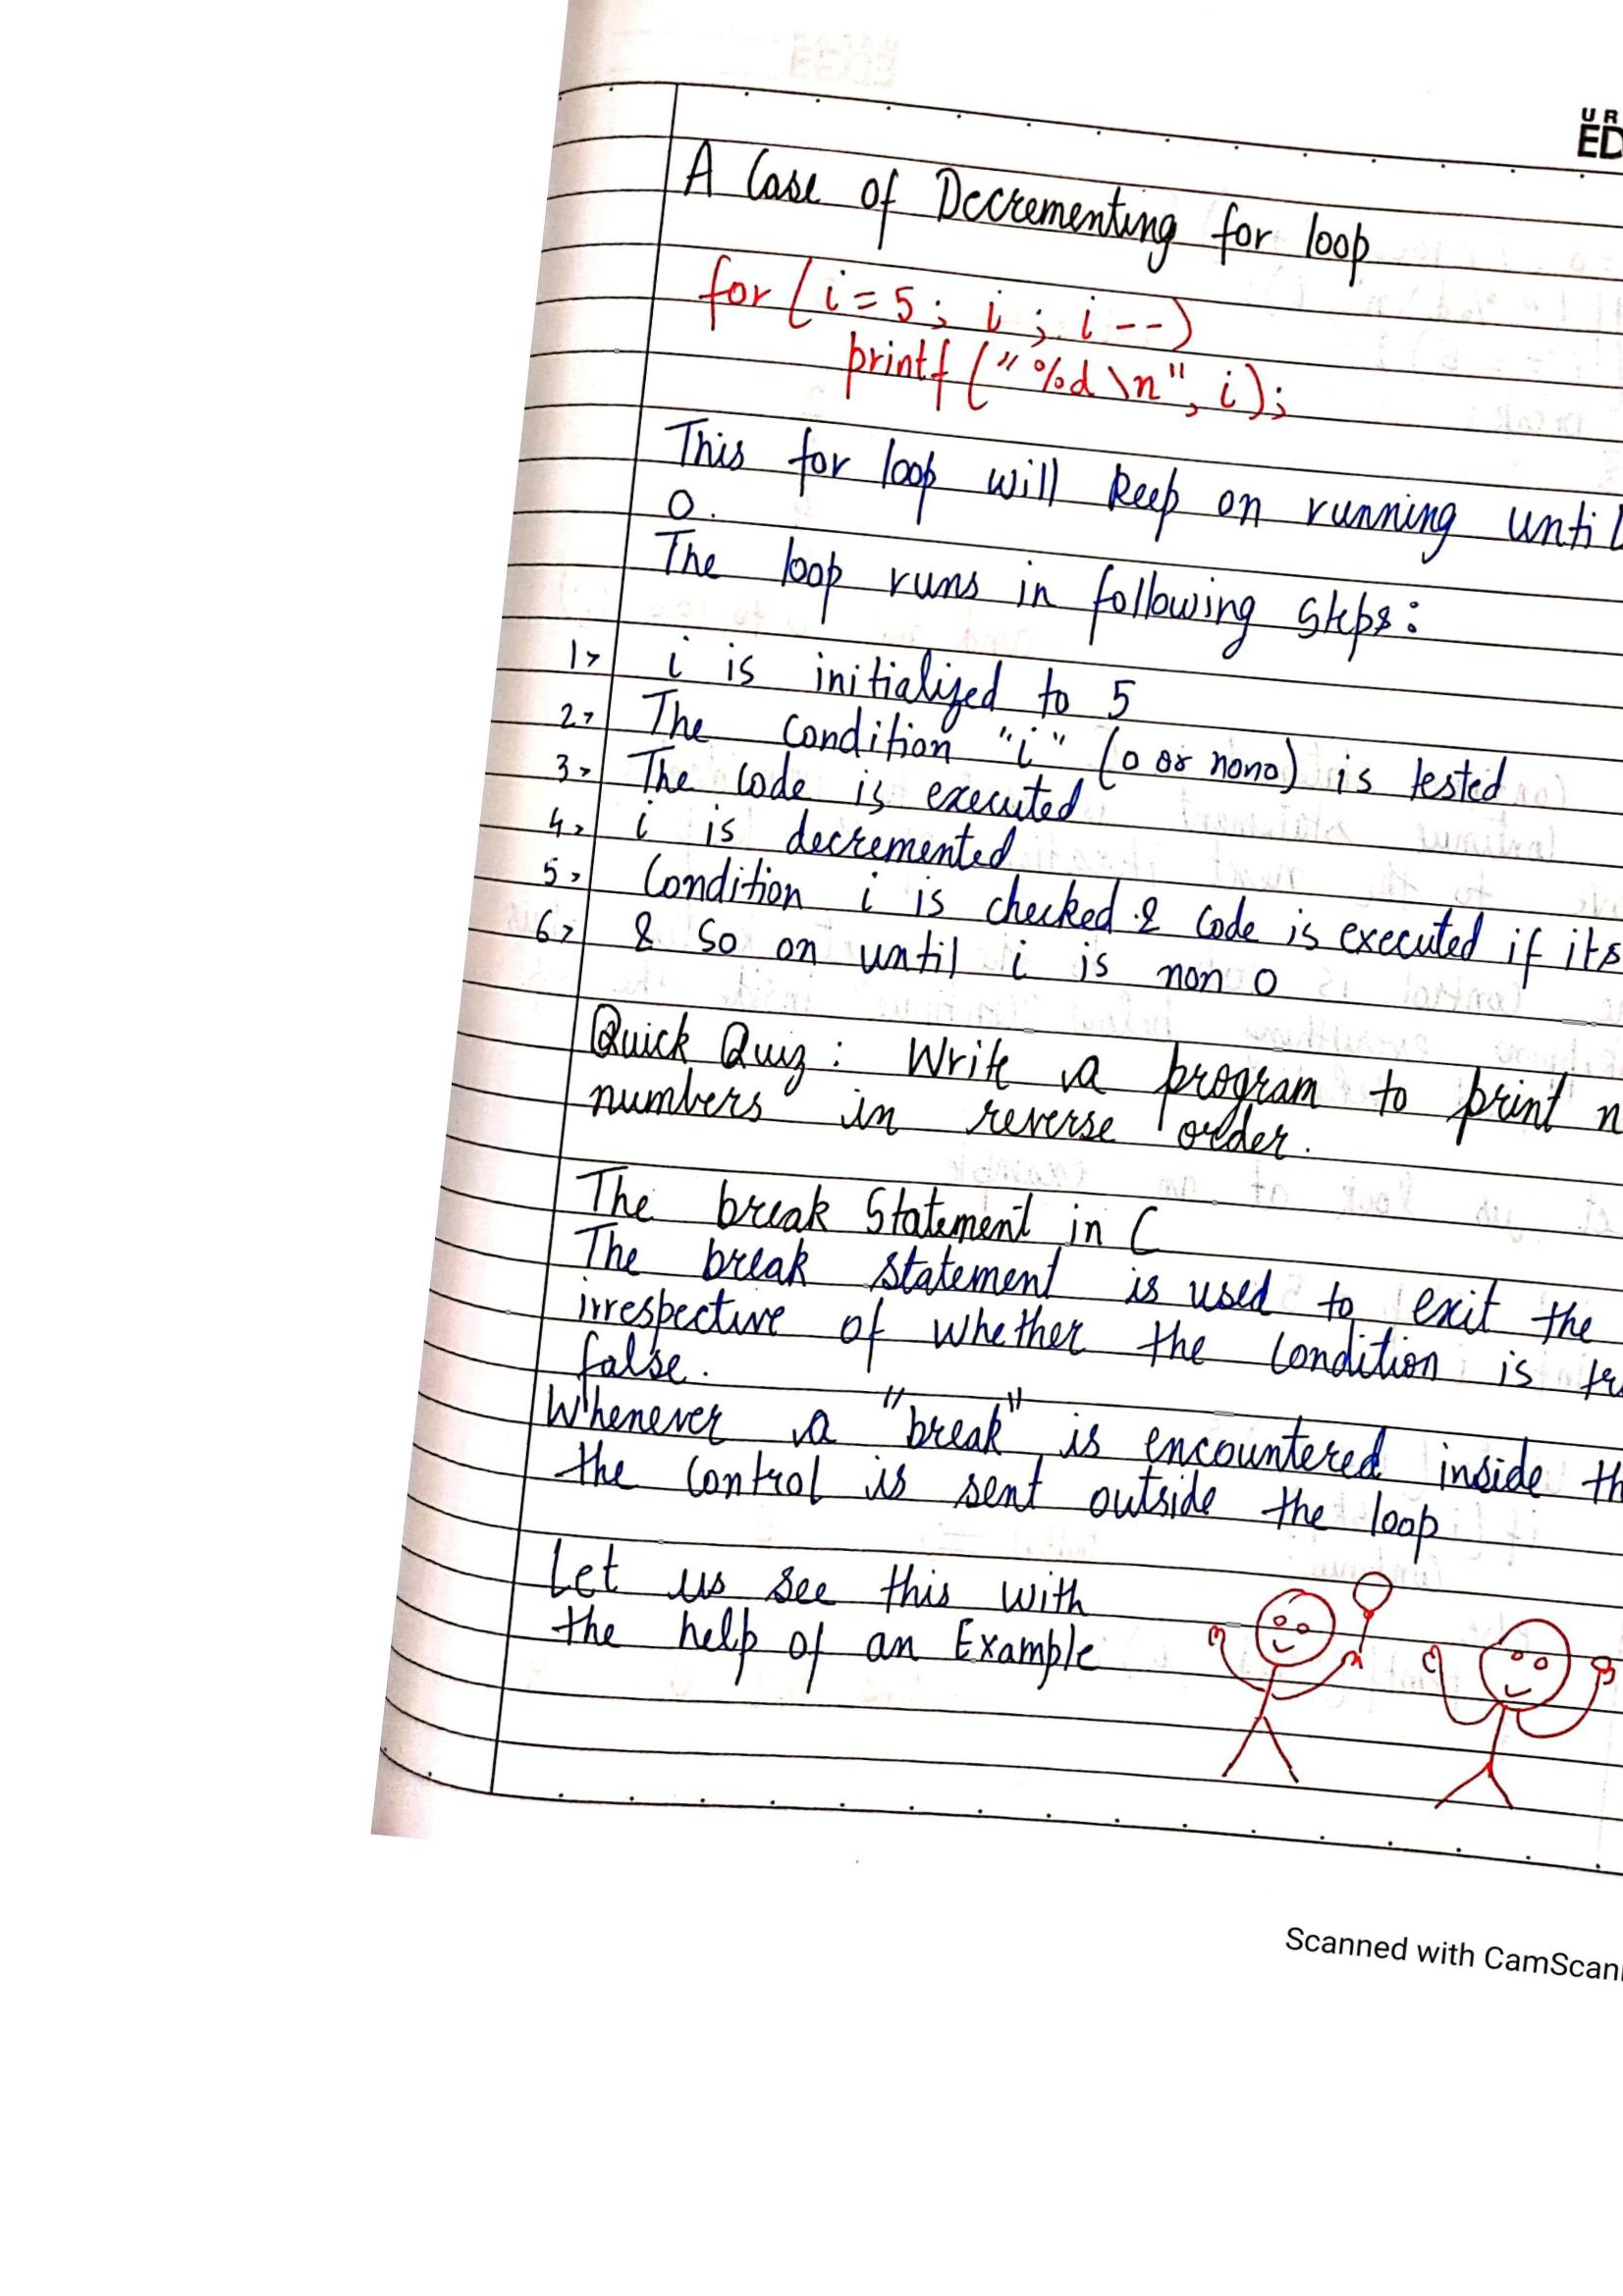 UR
ED
A Case of Decrementing for loop
for (i = 5; i ; i --)
printf ("%d \n", i);
This for loop will keep on running until
0.
The loop runs in following steps:
1> i is initialized to 5
2> The condition "i" (0 or non0) is tested
3> The code is executed
4> i is decremented
5> Condition i is checked & code is executed if its
6> & so on until i is non 0
Quick Quiz : Write a program to print n
numbers in reverse order.
The break Statement in C
The break statement is used to exit the
irrespective of whether the condition is tr
false.
Whenever a "break" is encountered inside th
the control is sent outside the loop
Let us see this with
the help of an Example
Scanned with CamScan